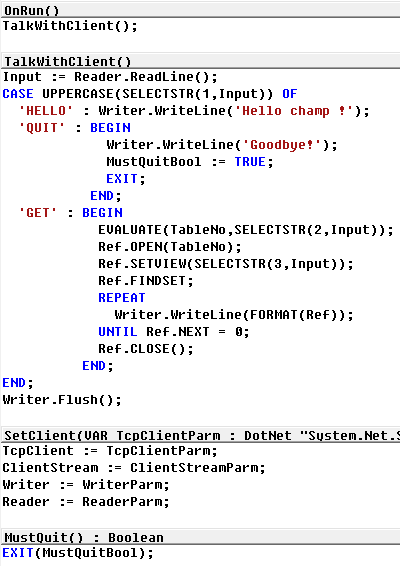 OnRun()
TalkWithClient();
TalkWithClient()
Input := Reader.ReadLine();
CASE UPPERCASE(SELECTSTR(1,Input)) OF
'HELLO' : Writer.WriteLine('Hello champ !');
'QUIT' : BEGIN
Writer.WriteLine('Goodbye!');
MustQuitBool := TRUE;
EXIT;
END;
'GET' : BEGIN
EVALUATE(TableNo,SELECTSTR(2,Input));
Ref.OPEN(TableNo);
Ref.SETVIEW(SELECTSTR(3,Input));
Ref.FINDSET;
REPEAT
Writer.WriteLine(FORMAT(Ref));
UNTIL Ref.NEXT = 0;
Ref.CLOSE();
END;
END;
Writer.Flush();
SetClient(VAR TcpClientParm : DotNet "System.Net.S
TcpClient := TcpClientParm;
ClientStream := ClientStreamParm;
Writer := WriterParm;
Reader := ReaderParm;
MustQuit() : Boolean
EXIT(MustQuitBool);